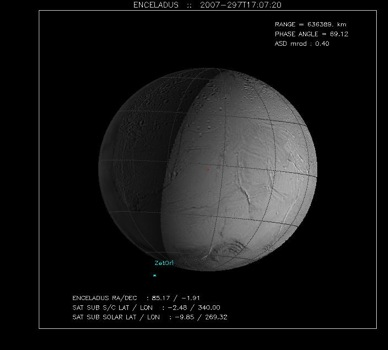 ENCELADUS :: 2007-297T17:07:20
RANGE = 636389. km
PHASE ANGLE = 69.12
ASD mrad : 0.40
ZetOri
ENCELADUS RA/DEC : 85.17 / -1.91
SAT SUB S/C LAT / LON : -2.48 / 340.00
SAT SUB SOLAR LAT / LON : -9.85 / 269.32